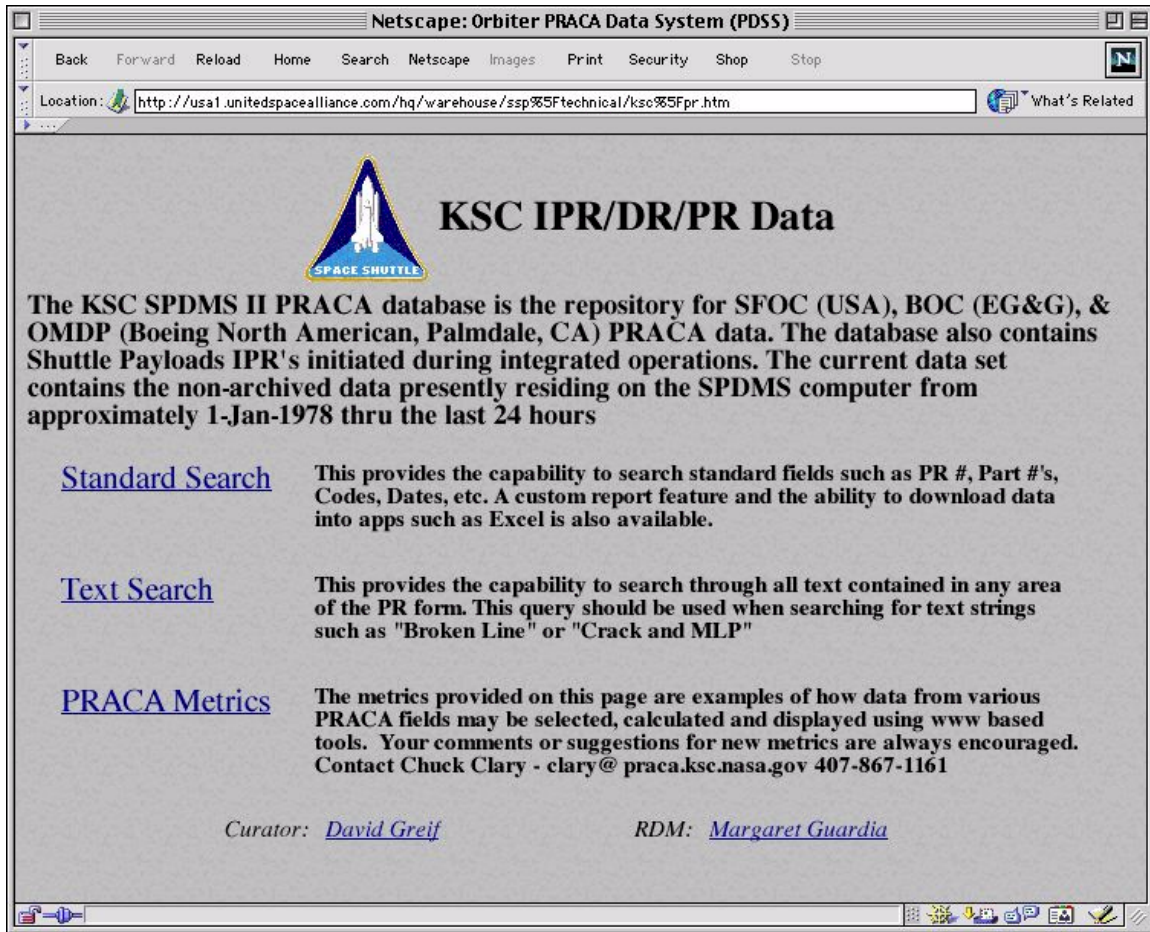 Netscape: Orbiter PRACA Data System (PDSS)
Back Forward Reload Home Search Netscape Images Print Security Shop Stop
N
Location: http://usa1.unitedspacealliance.com/hq/warehouse/ssp%5Ftechnical/ksc%5Fpr.htm What's Related
...
KSC IPR/DR/PR Data
SPACE SHUTTLE
The KSC SPDMS II PRACA database is the repository for SFOC (USA), BOC (EG&G), &
OMDP (Boeing North American, Palmdale, CA) PRACA data. The database also contains
Shuttle Payloads IPR's initiated during integrated operations. The current data set
contains the non-archived data presently residing on the SPDMS computer from
approximately 1-Jan-1978 thru the last 24 hours
Standard Search
This provides the capability to search standard fields such as PR #, Part #'s,
Codes, Dates, etc. A custom report feature and the ability to download data
into apps such as Excel is also available.
Text Search
This provides the capability to search through all text contained in any area
of the PR form. This query should be used when searching for text strings
such as "Broken Line" or "Crack and MLP"
PRACA Metrics
The metrics provided on this page are examples of how data from various
PRACA fields may be selected, calculated and displayed using www based
tools. Your comments or suggestions for new metrics are always encouraged.
Contact Chuck Clary - clary@ praca.ksc.nasa.gov 407-867-1161
Curator: David Greif RDM: Margaret Guardia